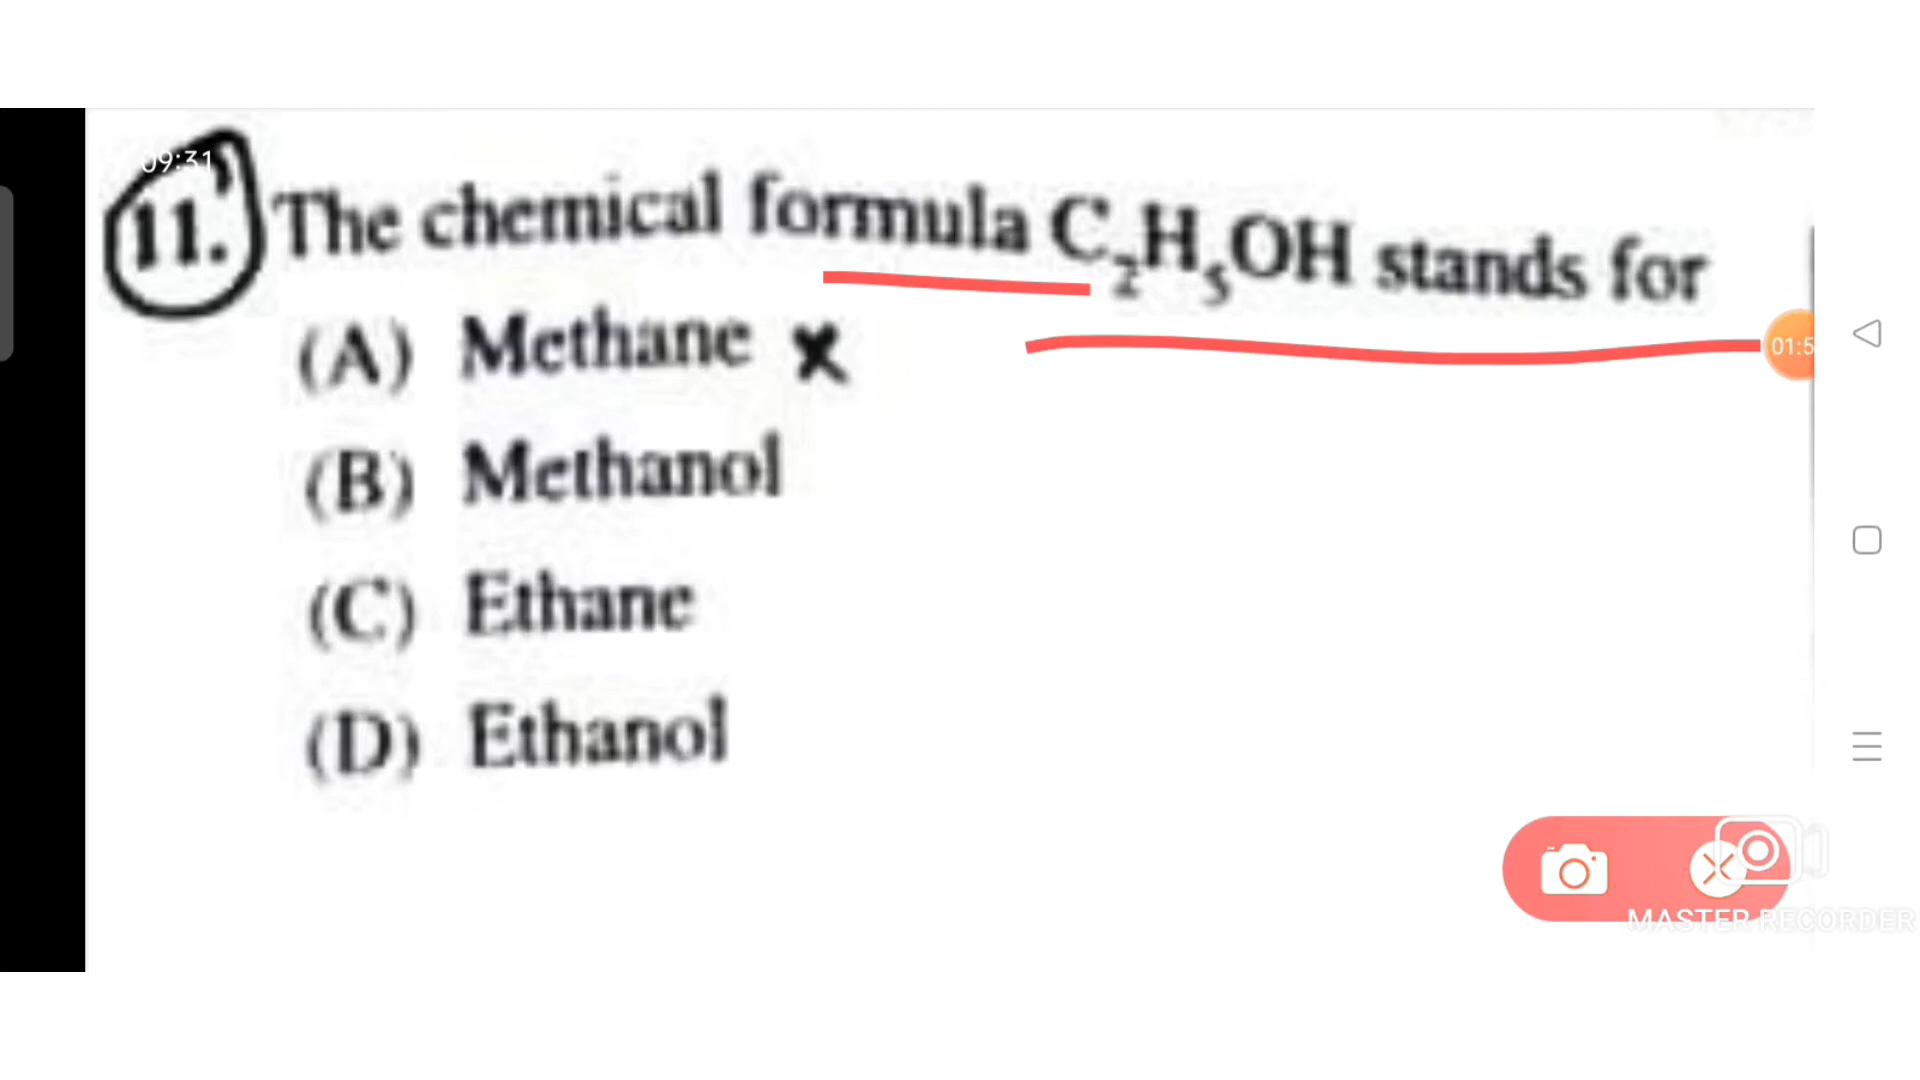 09:31
11. The chemical formula C₂H₅OH stands for
(A) Methane ×
01:5
(B) Methanol
(C) Ethane
(D) Ethanol
MASTER RECORDER